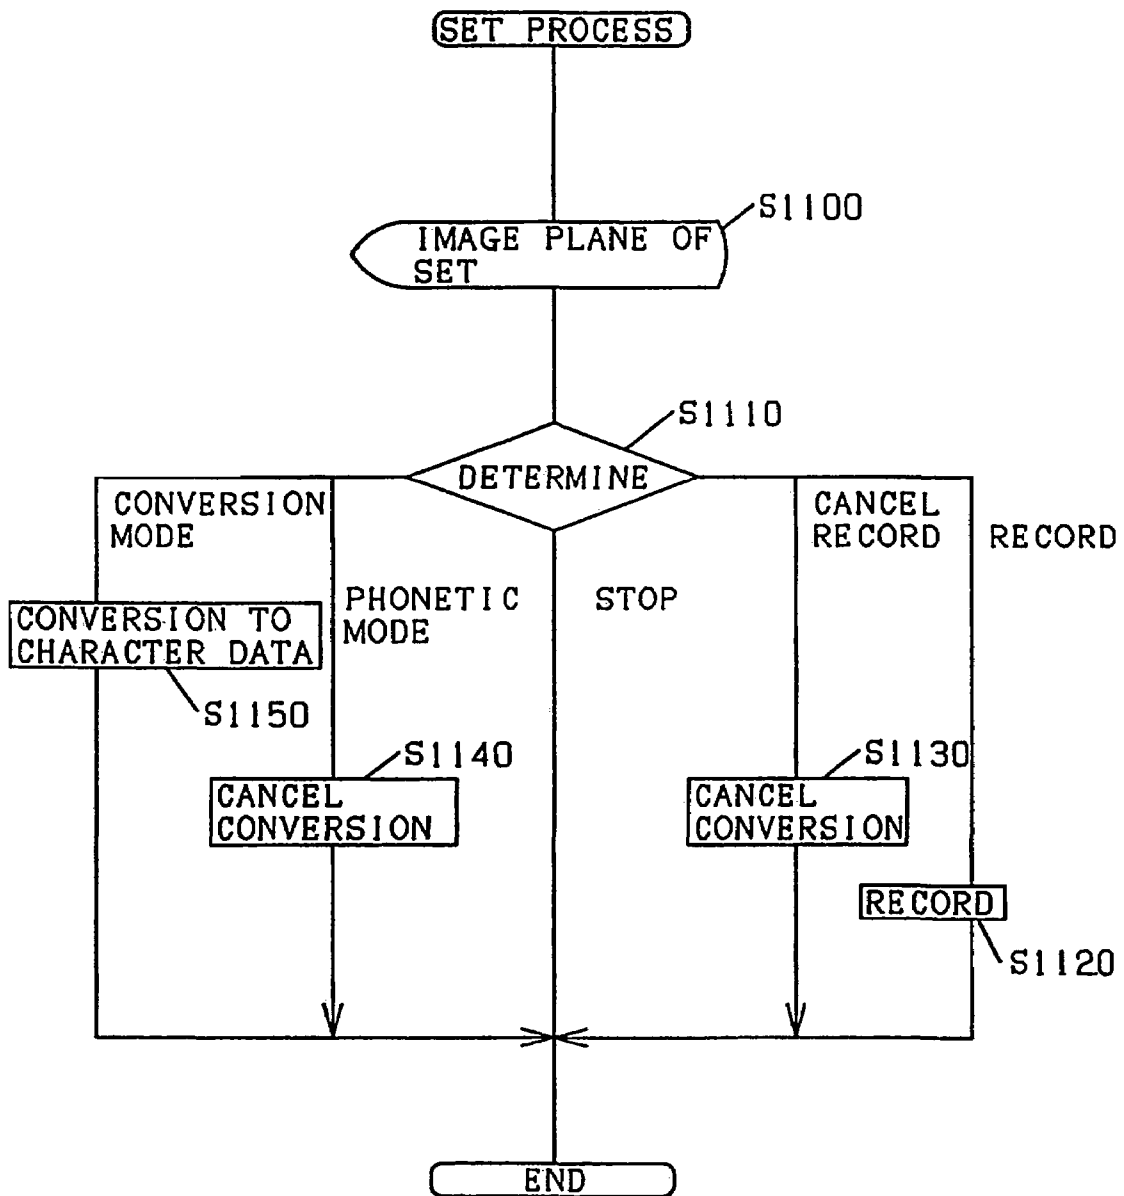 SET PROCESS
S1100
IMAGE PLANE OF
SET
S1110
DETERMINE
CONVERSION
MODE
CANCEL
RECORD
RECORD
PHONETIC
MODE
STOP
CONVERSION TO
CHARACTER DATA
S1150
S1140
CANCEL
CONVERSION
S1130
CANCEL
CONVERSION
RECORD
S1120
END